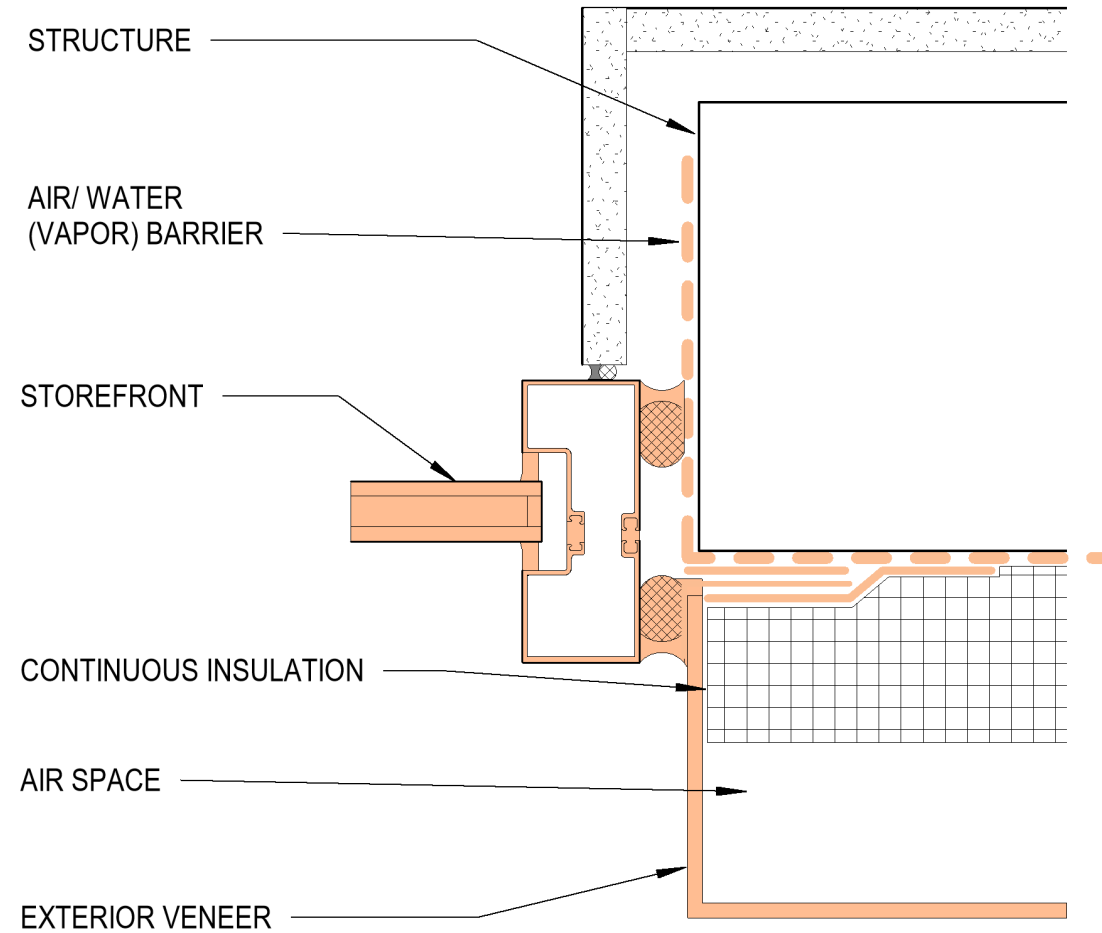 STRUCTURE
AIR/ WATER
(VAPOR) BARRIER
STOREFRONT
CONTINUOUS INSULATION
AIR SPACE
EXTERIOR VENEER